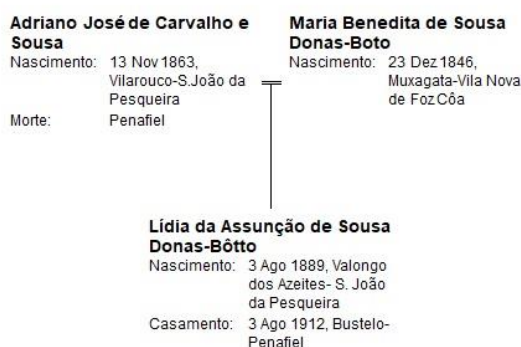 Adriano José de Carvalho e
Sousa
Nascimento: 13 Nov 1863,
Vilarouco-S.João da
Pesqueira
Morte: Penafiel
Maria Benedita de Sousa
Donas-Boto
Nascimento: 23 Dez 1846,
Muxagata-Vila Nova
de Foz Côa
Lídia da Assunção de Sousa
Donas-Bôtto
Nascimento: 3 Ago 1889, Valongo
dos Azeites- S. João
da Pesqueira
Casamento: 3 Ago 1912, Bustelo-
Penafiel